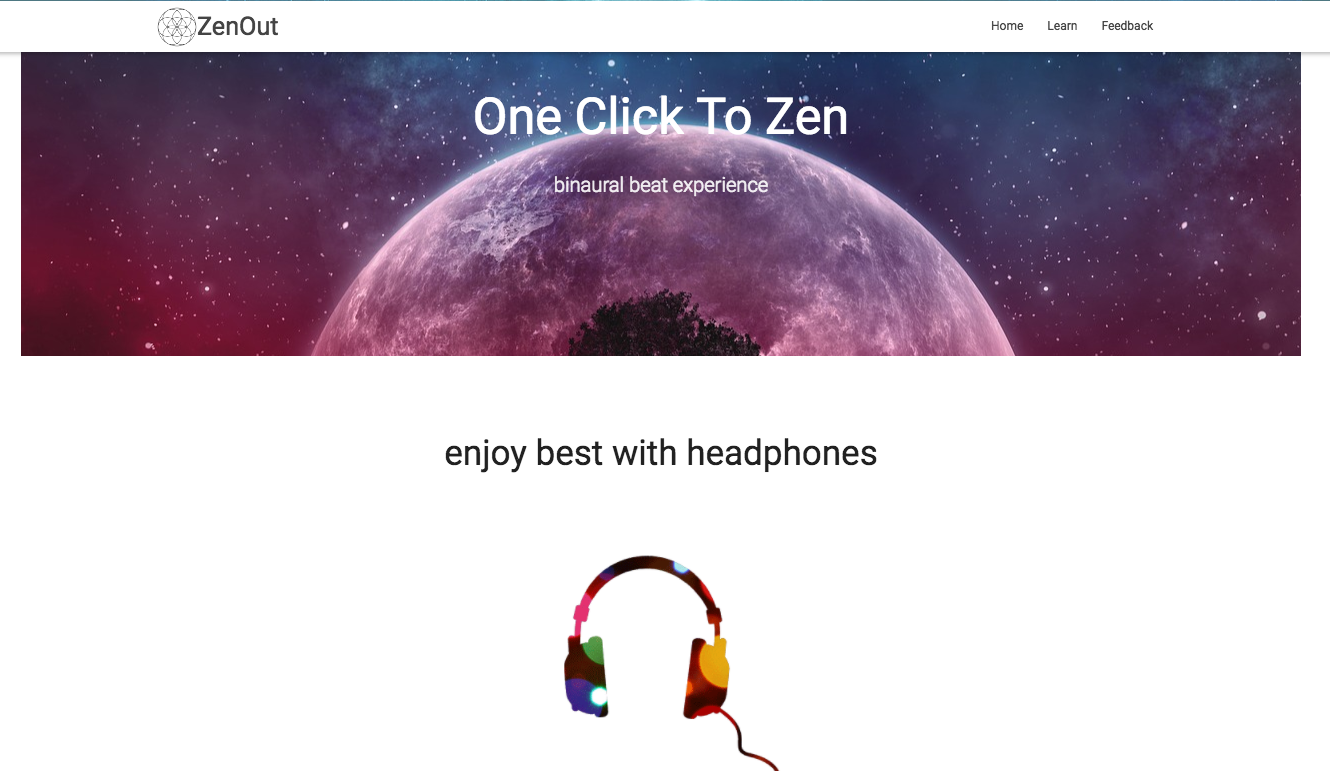 ZenOut
Home Learn Feedback
One Click To Zen
binaural beat experience
enjoy best with headphones